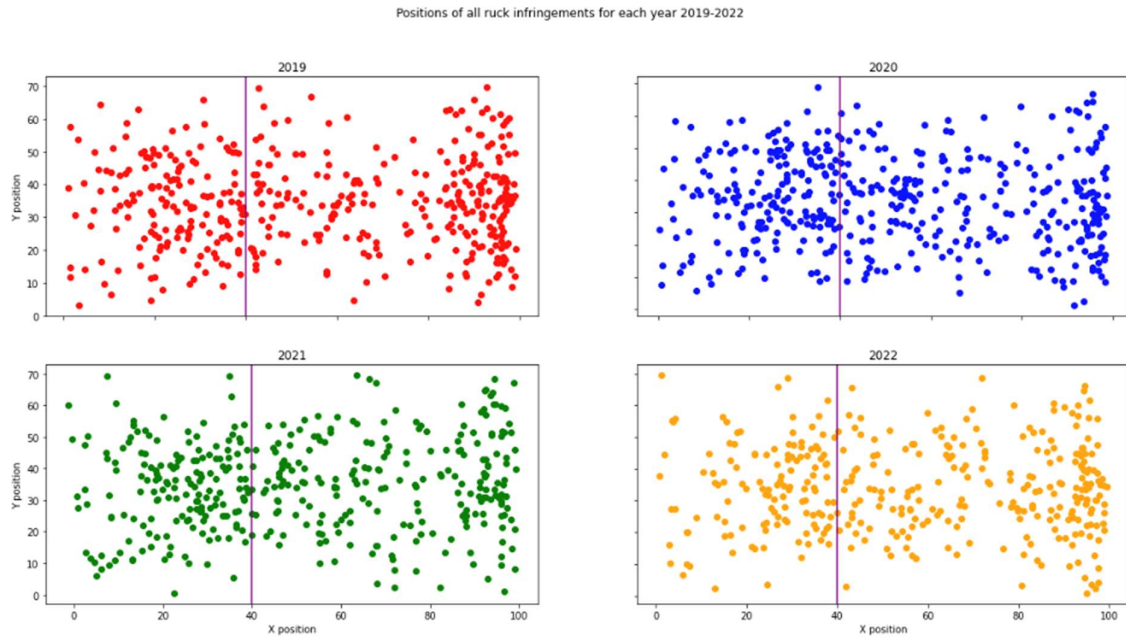 Positions of all ruck infringements for each year 2019-2022
2019
2020
70
60
50
40
30
20
10
0
Y position
2021
2022
70
60
50
40
30
20
10
0
Y position
0 20 40 60 80 100
X position
0 20 40 60 80 100
X position